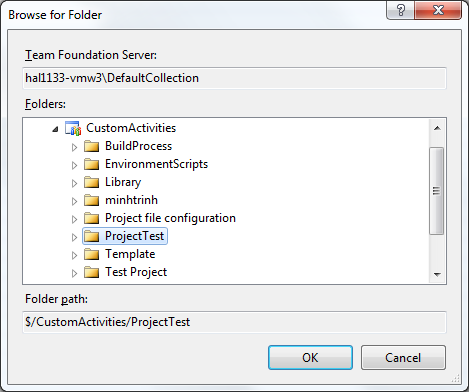 Browse for Folder
Team Foundation Server:
hal1133-vmw3\DefaultCollection
Folders:
CustomActivities
BuildProcess
EnvironmentScripts
Library
minhtrinh
Project file configuration
ProjectTest
Template
Test Project
Folder path:
$/CustomActivities/ProjectTest
OK Cancel